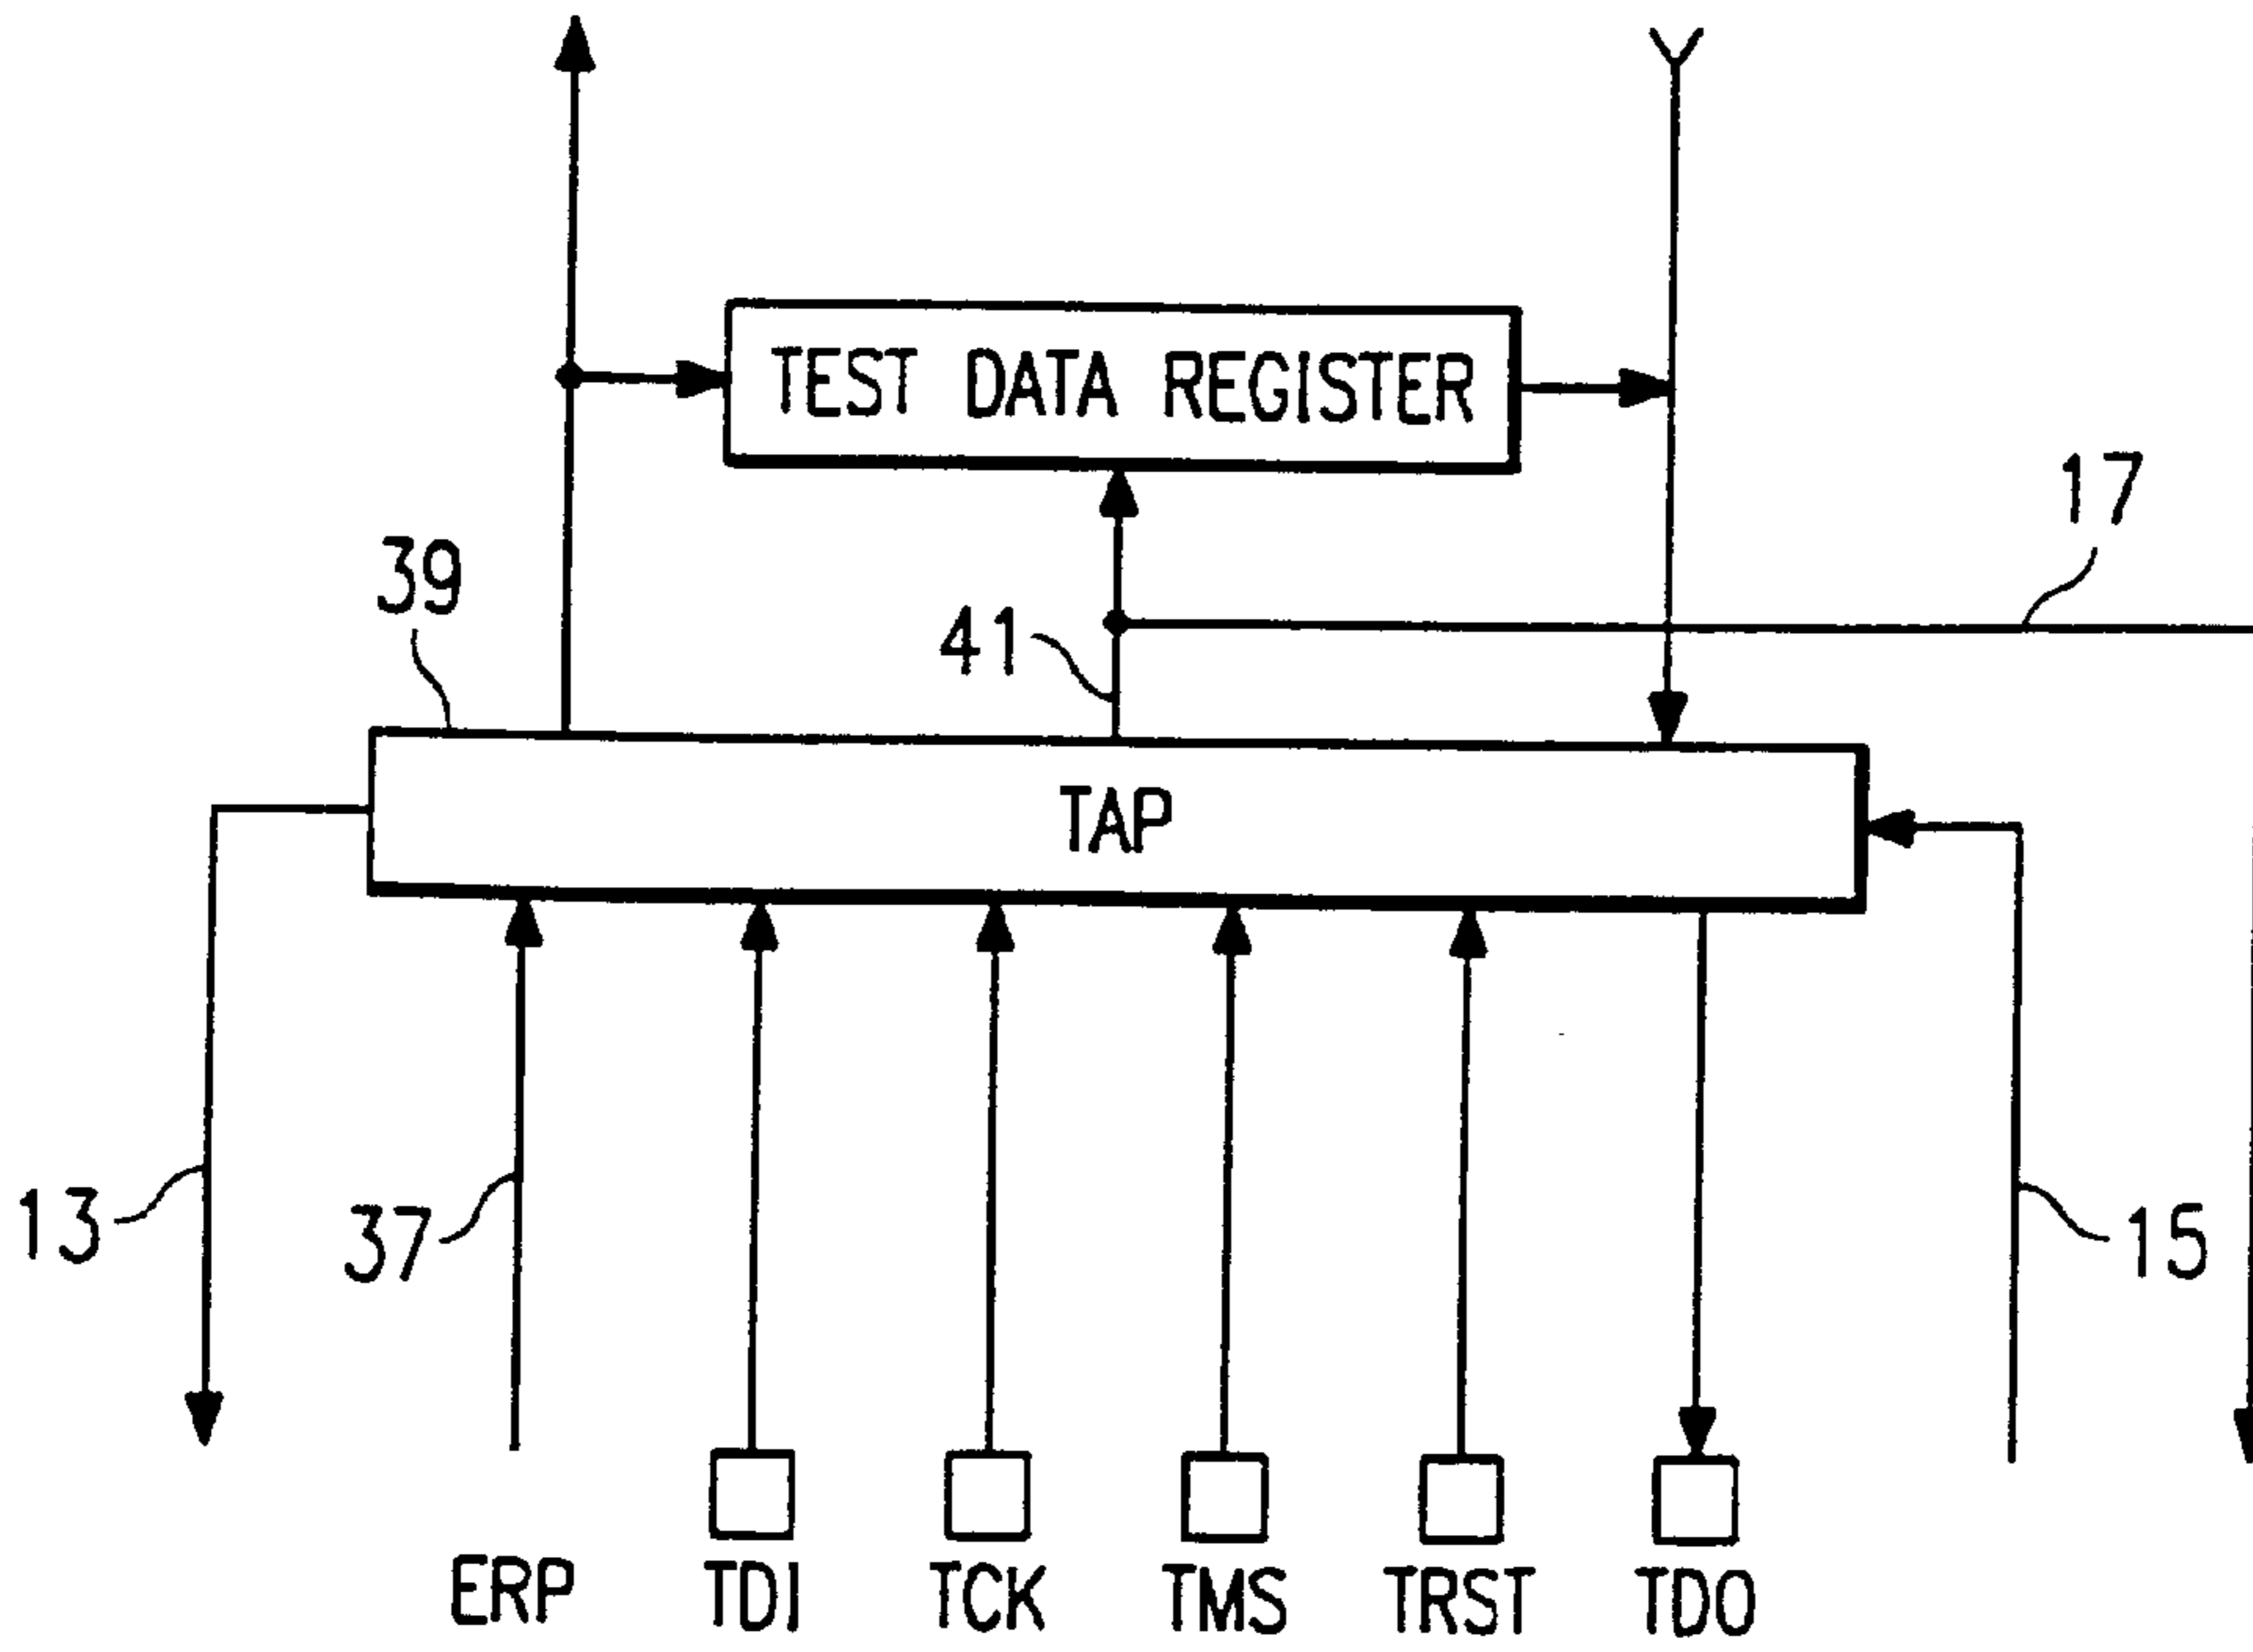 TEST DATA REGISTER
17
39
41
TAP
13
37
15
ERP
TDI
TCK
TMS
TRST
TDO